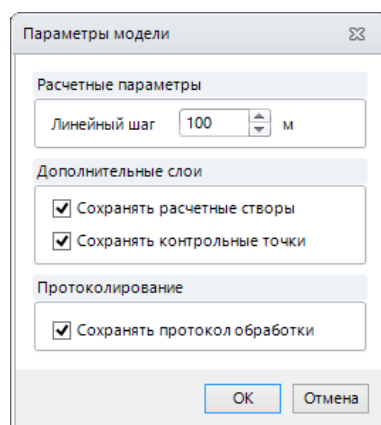 Параметры модели
Расчетные параметры
Линейный шаг 100 м
Дополнительные слои
Сохранять расчетные створы
Сохранять контрольные точки
Протоколирование
Сохранять протокол обработки
OK Отмена